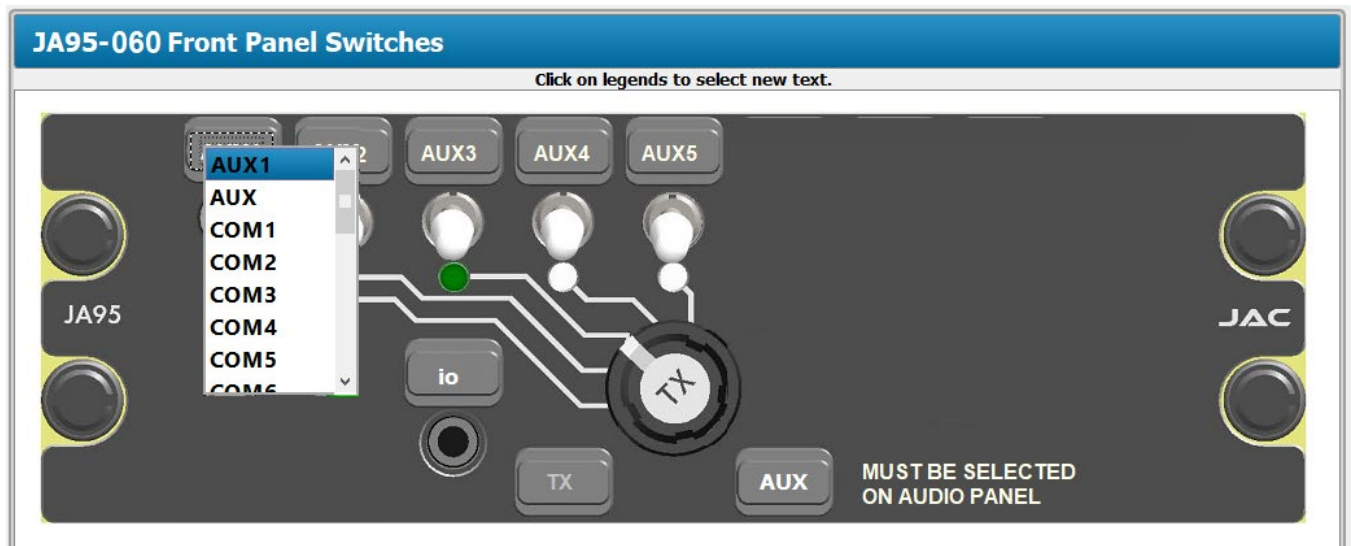 JA95-060 Front Panel Switches
Click on legends to select new text.
AUX3 AUX4 AUX5
AUX1
AUX
COM1
COM2
COM3
COM4
COM5
COM6
JA95
JAC
io
TX
TX
AUX
MUST BE SELECTED
ON AUDIO PANEL